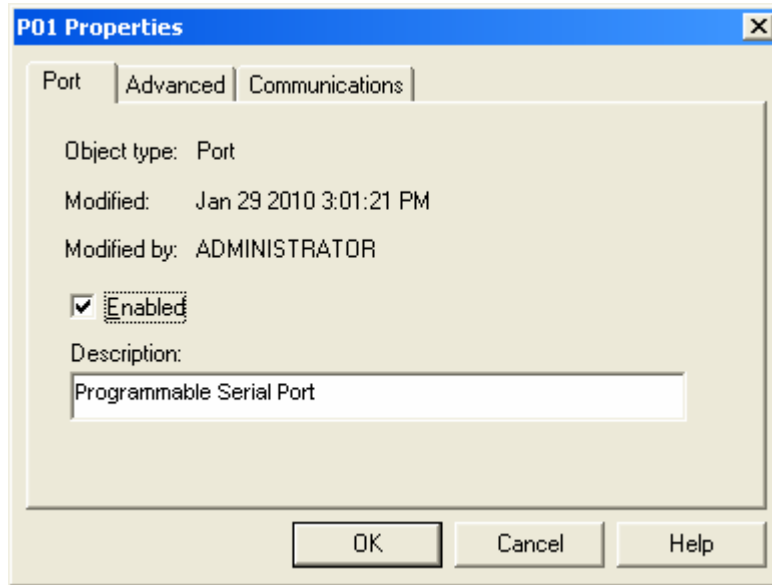 P01 Properties
Port Advanced Communications
Object type: Port
Modified: Jan 29 2010 3:01:21 PM
Modified by: ADMINISTRATOR
Enabled
Description:
Programmable Serial Port
OK Cancel Help